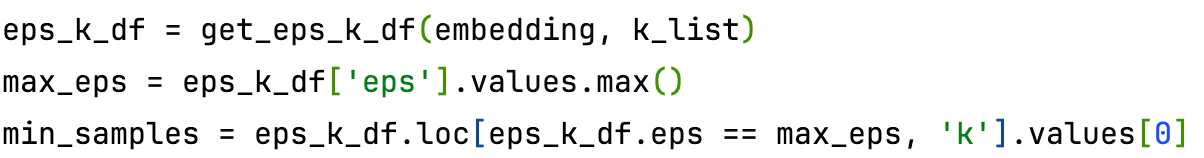 eps_k_df = get_eps_k_df(embedding, k_list)
max_eps = eps_k_df['eps'].values.max()
min_samples = eps_k_df.loc[eps_k_df.eps == max_eps, 'k'].values[0]